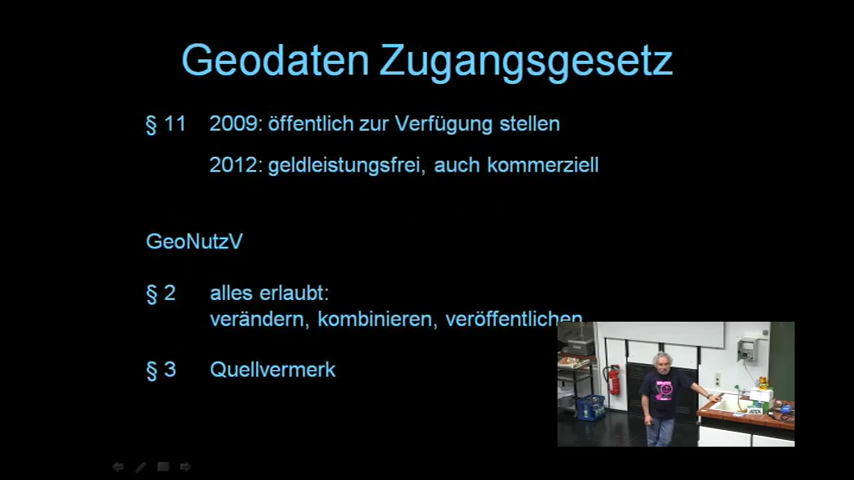 Geodaten Zugangsgesetz
§ 11 2009: öffentlich zur Verfügung stellen
2012: geldleistungsfrei, auch kommerziell
GeoNutzV
§ 2 alles erlaubt:
verändern, kombinieren, veröffentlichen
§ 3 Quellvermerk